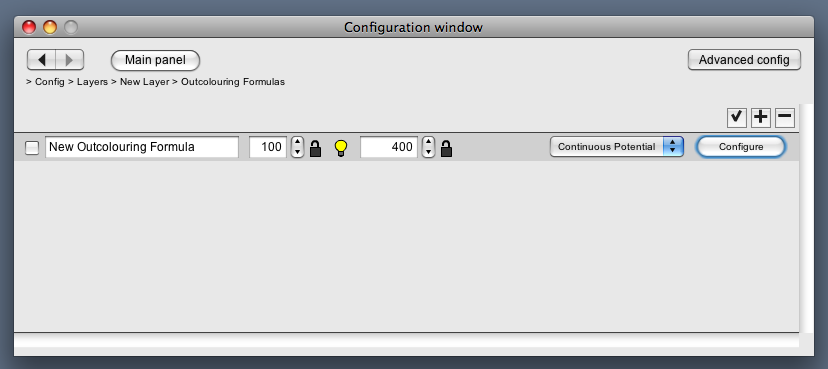 Configuration window
Main panel
Advanced config
> Config > Layers > New Layer > Outcolouring Formulas
New Outcolouring Formula 100 400 Continuous Potential Configure